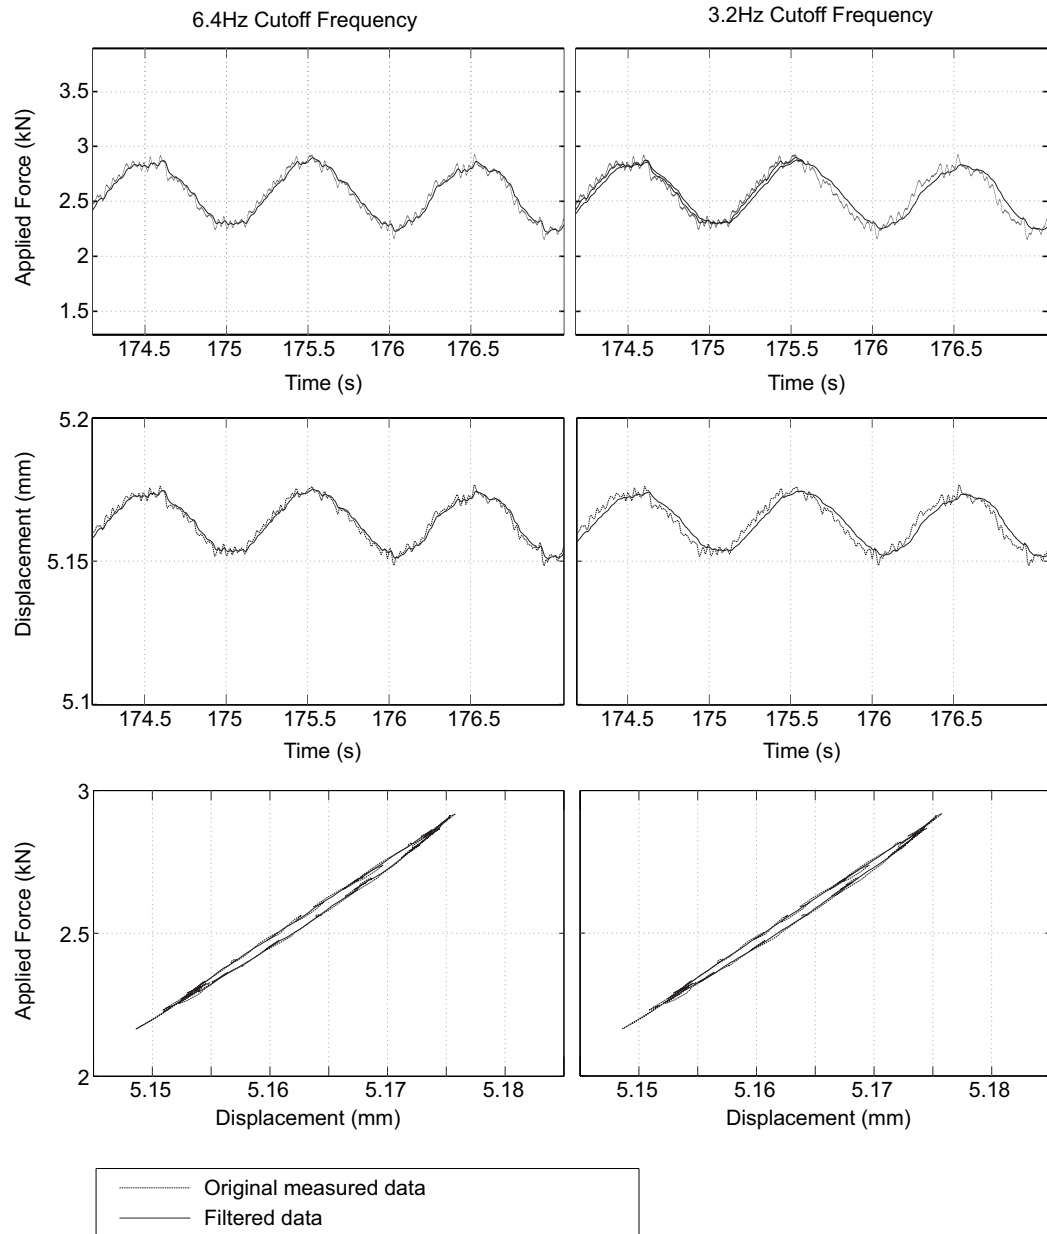 6.4Hz Cutoff Frequency
3.2Hz Cutoff Frequency
Applied Force (kN)
3.5
3
2.5
2
1.5
174.5 175 175.5 176 176.5
Time (s)
174.5 175 175.5 176 176.5
Time (s)
Displacement (mm)
5.2
5.15
5.1
174.5 175 175.5 176 176.5
Time (s)
174.5 175 175.5 176 176.5
Time (s)
Applied Force (kN)
3
2.5
2
5.15 5.16 5.17 5.18
Displacement (mm)
5.15 5.16 5.17 5.18
Displacement (mm)
Original measured data
Filtered data